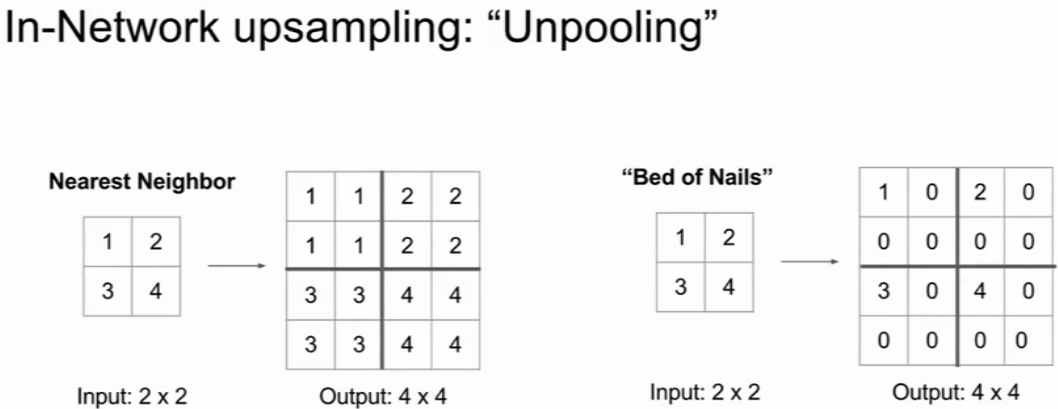 In-Network upsampling: “Unpooling”
Nearest Neighbor
1 2
3 4
Input: 2 x 2
1 1 2 2
1 1 2 2
3 3 4 4
3 3 4 4
Output: 4 x 4
“Bed of Nails”
1 2
3 4
Input: 2 x 2
1 0 2 0
0 0 0 0
3 0 4 0
0 0 0 0
Output: 4 x 4